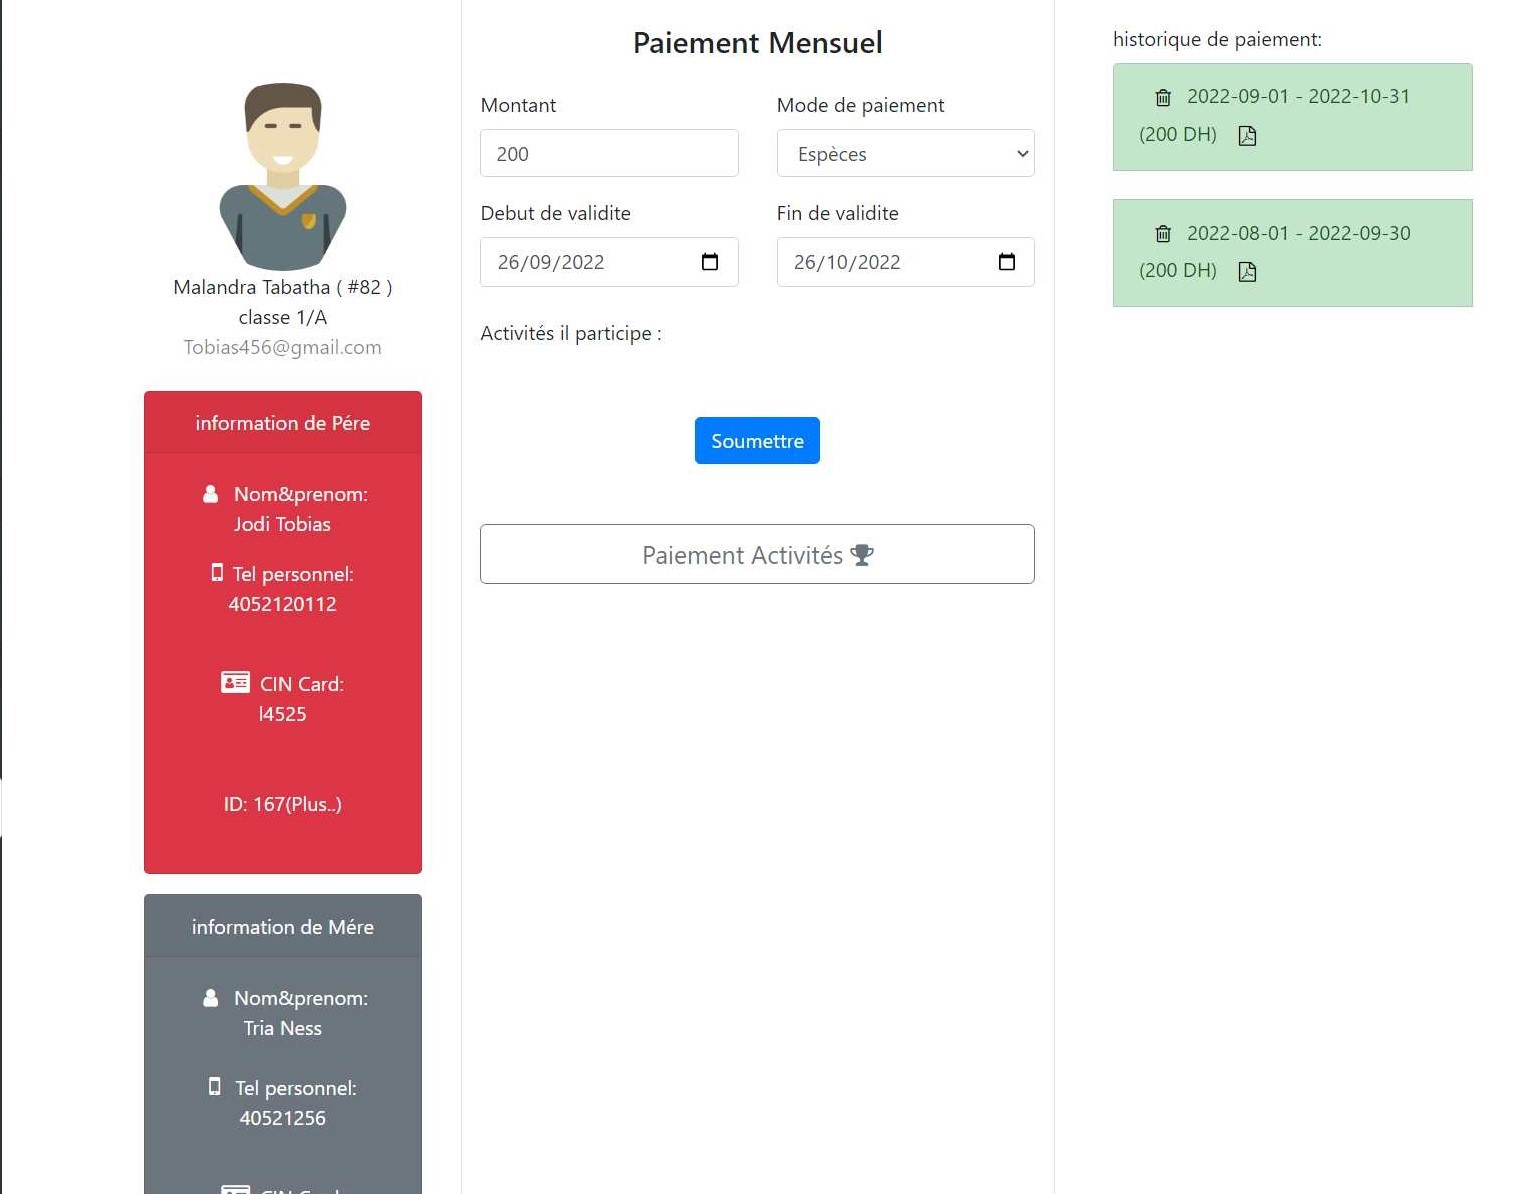 Malandra Tabatha ( #82 )
classe 1/A
Tobias456@gmail.com
information de Pére
Nom&prenom:
Jodi Tobias
Tel personnel:
4052120112
CIN Card:
l4525
ID: 167(Plus..)
information de Mére
Nom&prenom:
Tria Ness
Tel personnel:
40521256
CIN Card:
Paiement Mensuel
Montant
200
Mode de paiement
Espèces
Debut de validite
26/09/2022
Fin de validite
26/10/2022
Activités il participe :
Soumettre
Paiement Activités
historique de paiement:
2022-09-01 - 2022-10-31
(200 DH)
2022-08-01 - 2022-09-30
(200 DH)